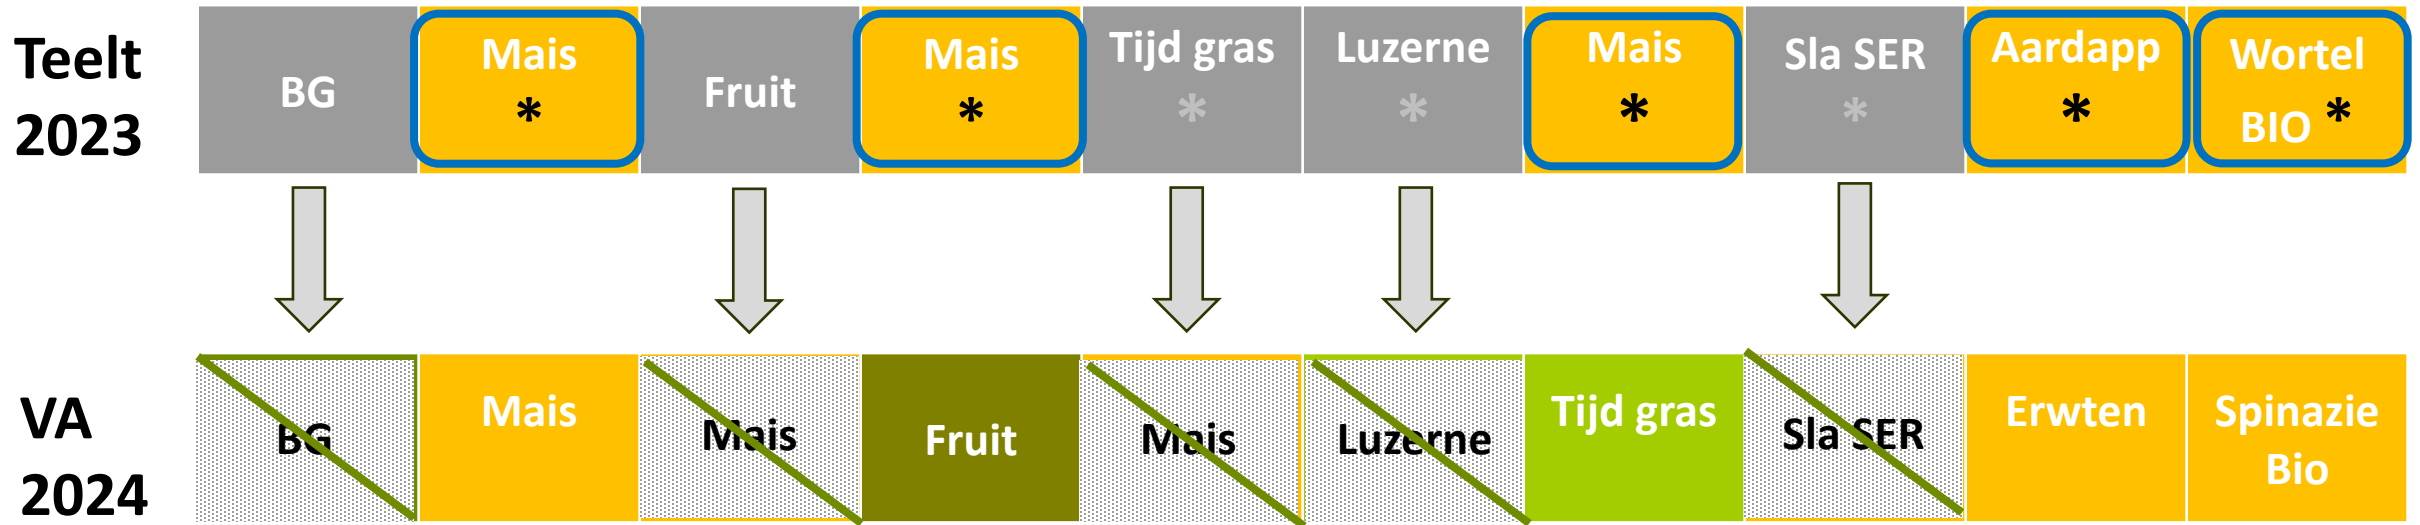 Teelt
2023
BG
Mais
*
Fruit
Mais
*
Tijd gras
*
Luzerne
*
Mais
*
Sla SER
*
Aardapp
*
Wortel
BIO *
VA
2024
BG
Mais
Mais
Fruit
Mais
Luzerne
Tijd gras
Sla SER
Erwten
Spinazie
Bio